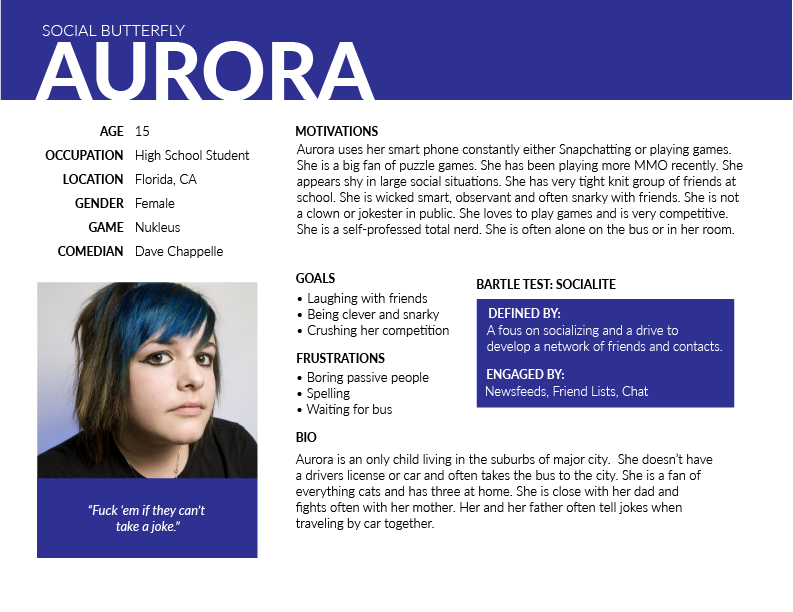 SOCIAL BUTTERFLY
AURORA
AGE 15
OCCUPATION High School Student
LOCATION Florida, CA
GENDER Female
GAME Nukleus
COMEDIAN Dave Chappelle
“Fuck ‘em if they can’t
take a joke.”
MOTIVATIONS
Aurora uses her smart phone constantly either Snapchatting or playing games.
She is a big fan of puzzle games. She has been playing more MMO recently. She
appears shy in large social situations. She has very tight knit group of friends at
school. She is wicked smart, observant and often snarky with friends. She is not
a clown or jokester in public. She loves to play games and is very competitive.
She is a self-professed total nerd. She is often alone on the bus or in her room.
GOALS
• Laughing with friends
• Being clever and snarky
• Crushing her competition
FRUSTRATIONS
• Boring passive people
• Spelling
• Waiting for bus
BARTLE TEST: SOCIALITE
DEFINED BY:
A fous on socializing and a drive to
develop a network of friends and contacts.
ENGAGED BY:
Newsfeeds, Friend Lists, Chat
BIO
Aurora is an only child living in the suburbs of major city.  She doesn’t have
a drivers license or car and often takes the bus to the city. She is a fan of
everything cats and has three at home. She is close with her dad and
fights often with her mother. Her and her father often tell jokes when
traveling by car together.